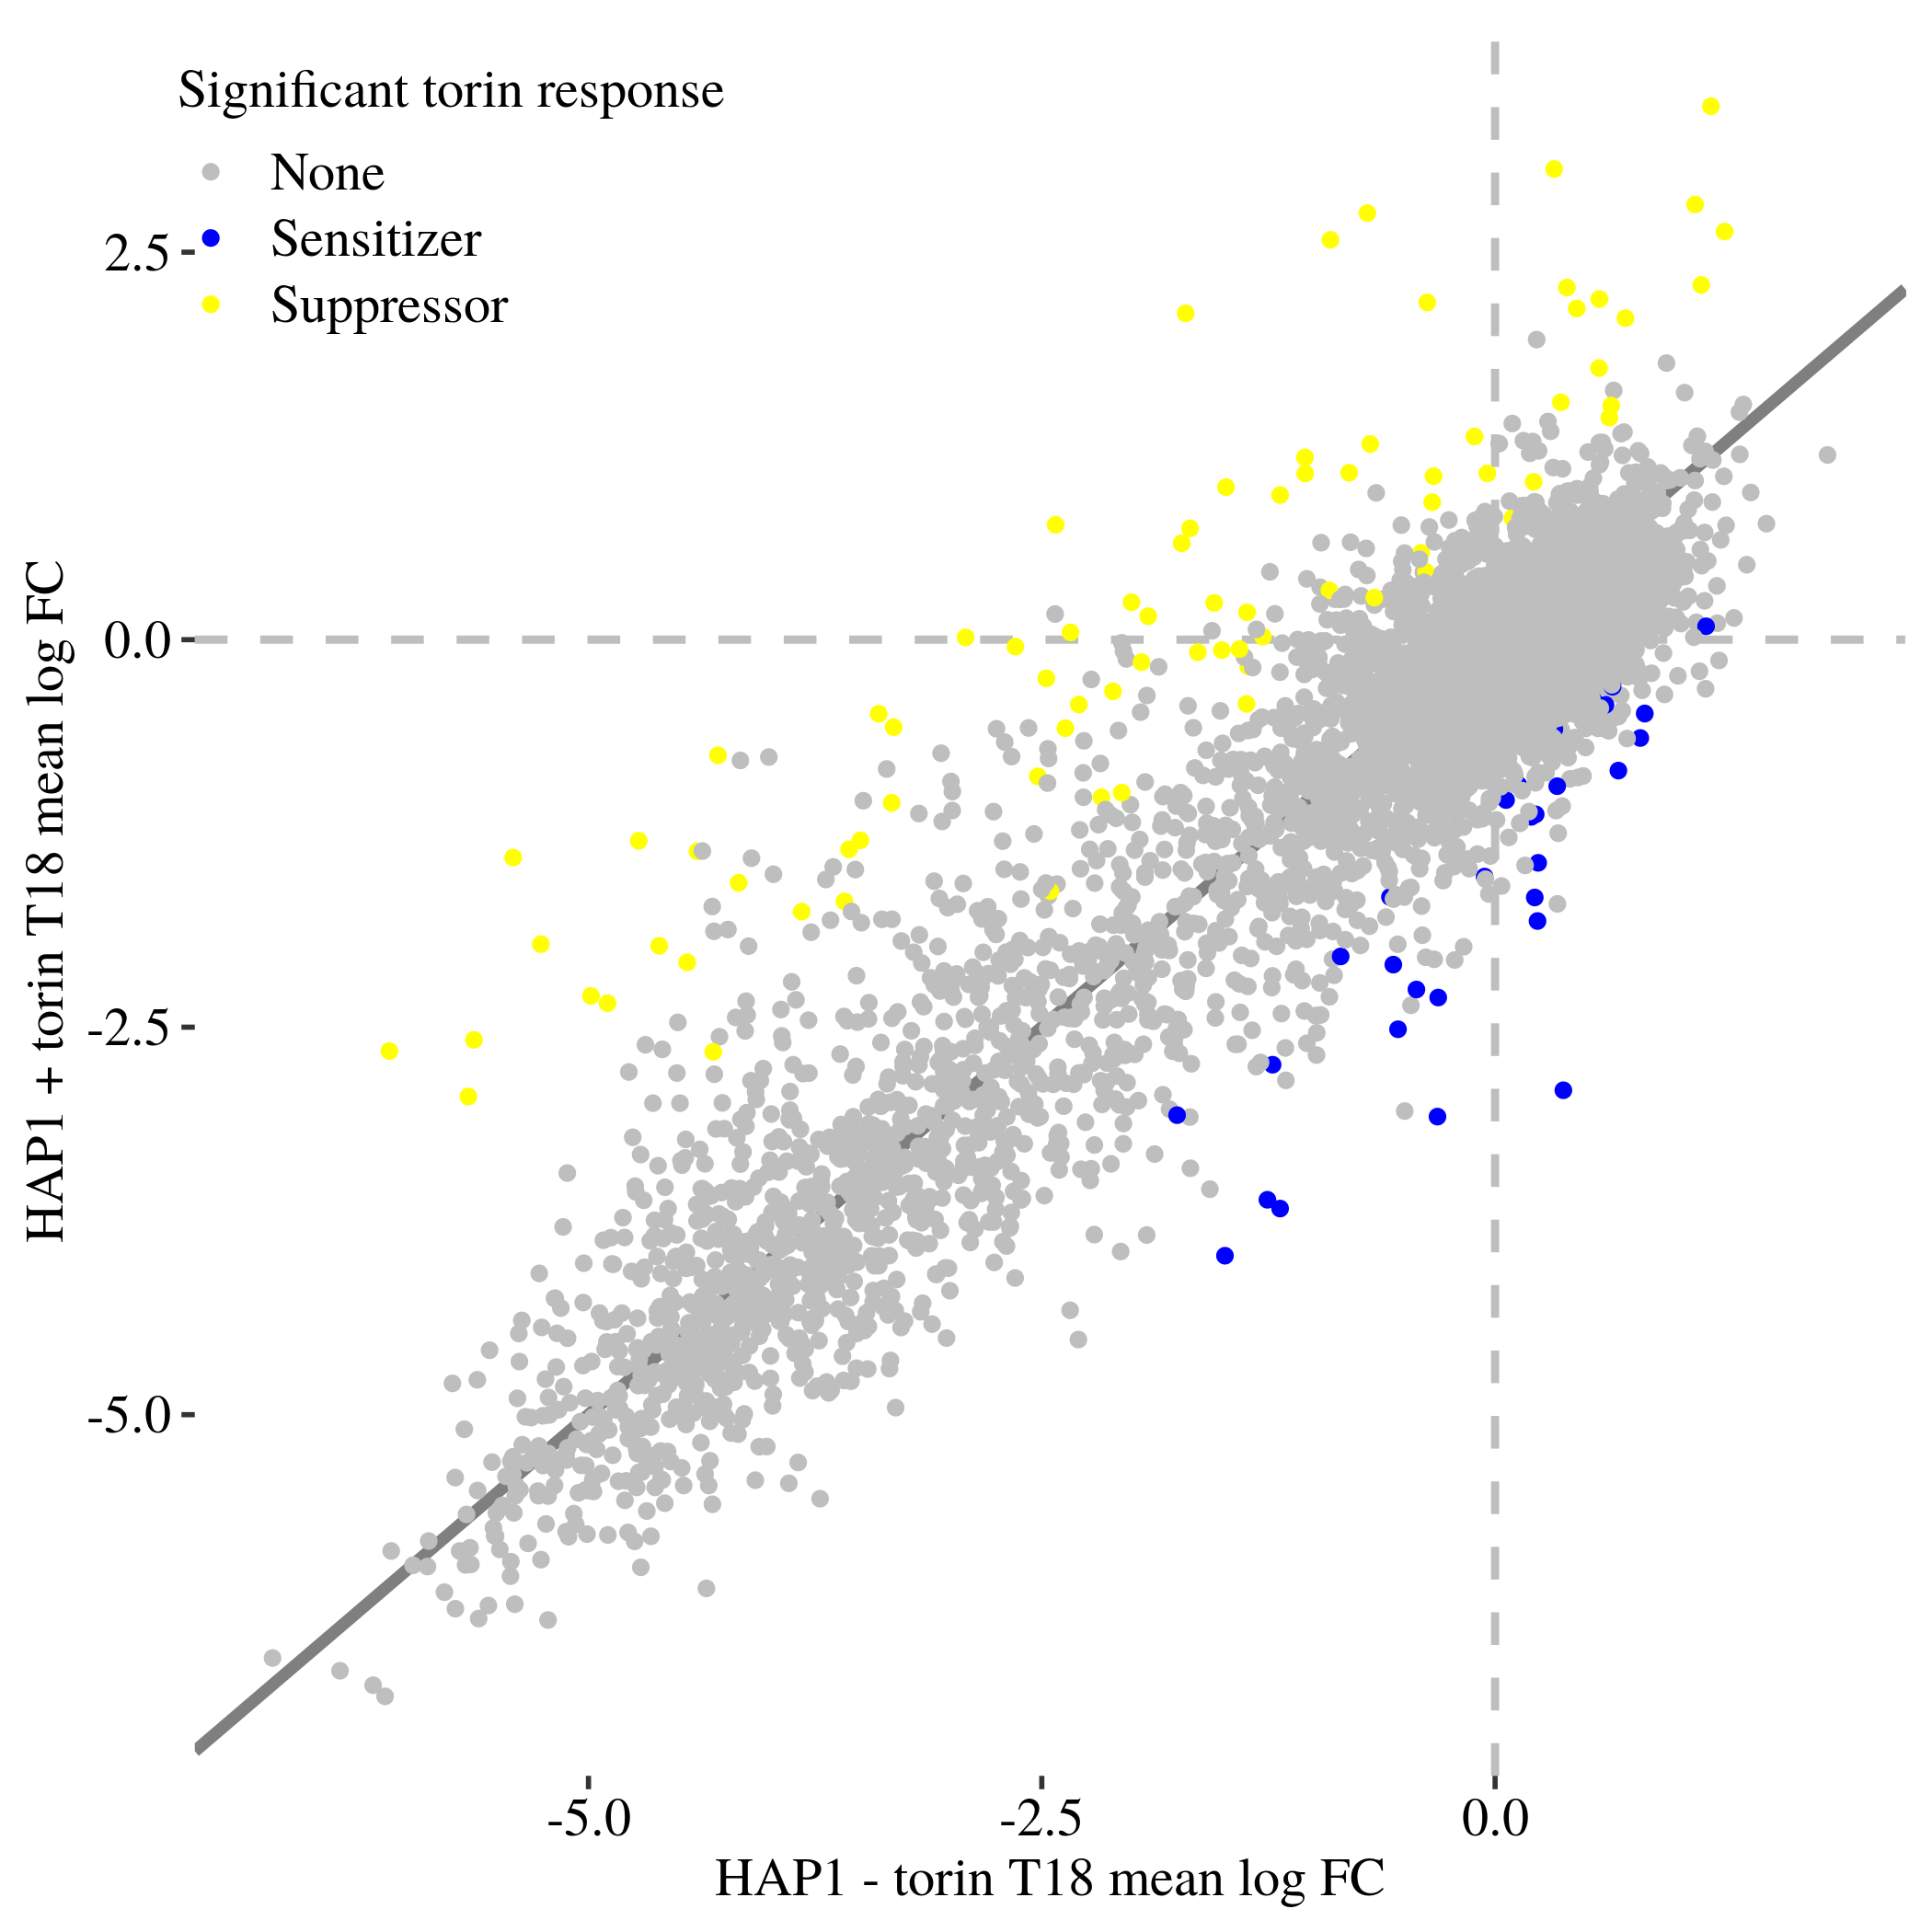 Significant torin response
None
Sensitizer
Suppressor
2.5
0.0
-2.5
-5.0
HAP1 + torin T18 mean log FC
-5.0
-2.5
0.0
HAP1 - torin T18 mean log FC